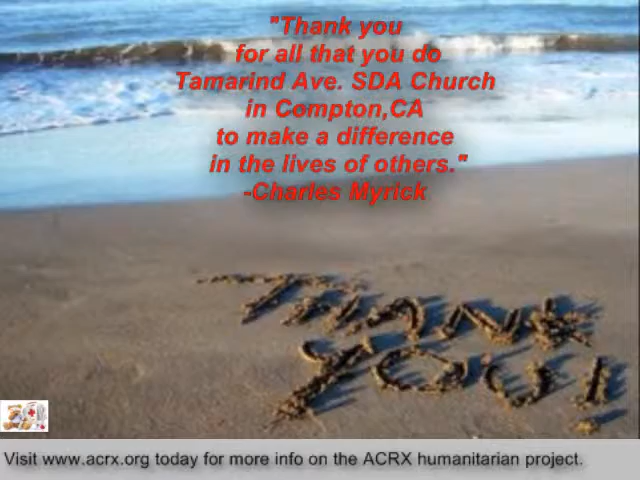 "Thank you
for all that you do
Tamarind Ave. SDA Church
in Compton,CA
to make a difference
in the lives of others."
-Charles Myrick
THANK
YOU!
Visit www.acrx.org today for more info on the ACRX humanitarian project.